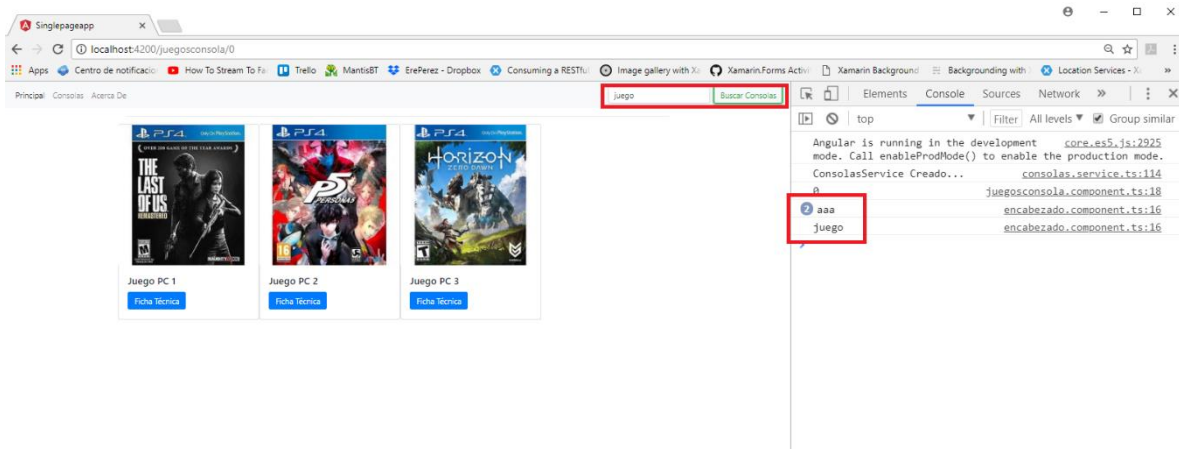 Singlepageapp
localhost:4200/juegosconsola/0
Apps Centro de notificacio How To Stream To Fa Trello MantisBT ErePerez - Dropbox Consuming a RESTful Image gallery with Xa Xamarin.Forms Activi Xamarin Background Backgrounding with Location Services - X
Principal Consolas Acerca De juego Buscar Consolas
Elements Console Sources Network
top Filter All levels Group similar
Angular is running in the development core.es5.js:2925
mode. Call enableProdMode() to enable the production mode.
ConsolasService Creado... consolas.service.ts:114
0 juegosconsola.component.ts:18
2 aaa encabezado.component.ts:16
juego encabezado.component.ts:16
PS4
THE
LAST
OF US
REMASTERED
M
PS4
P5
PERSONA5
16
PS4
HORIZON
ZERO DAWN
T
Juego PC 1 Juego PC 2 Juego PC 3
Ficha Técnica Ficha Técnica Ficha Técnica